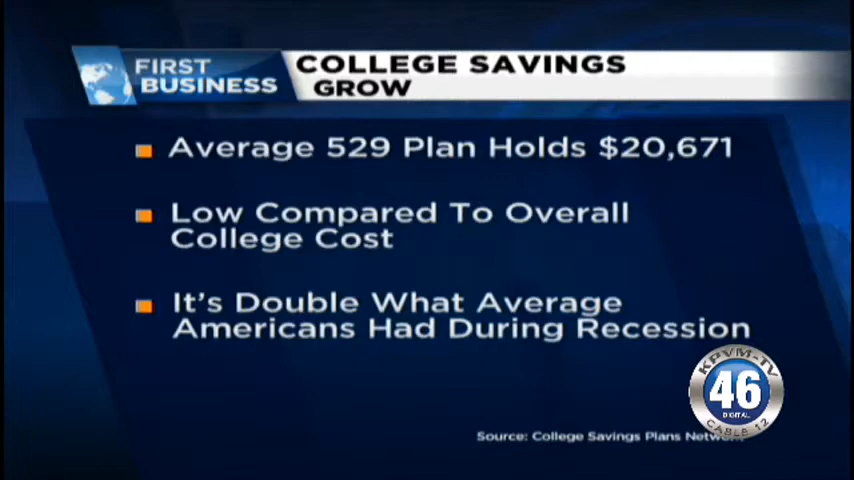 FIRST
BUSINESS
COLLEGE SAVINGS
GROW
Average 529 Plan Holds $20,671
Low Compared To Overall
College Cost
It's Double What Average
Americans Had During Recession
KPVM-TV
46
DIGITAL
CABLE 12
Source: College Savings Plans